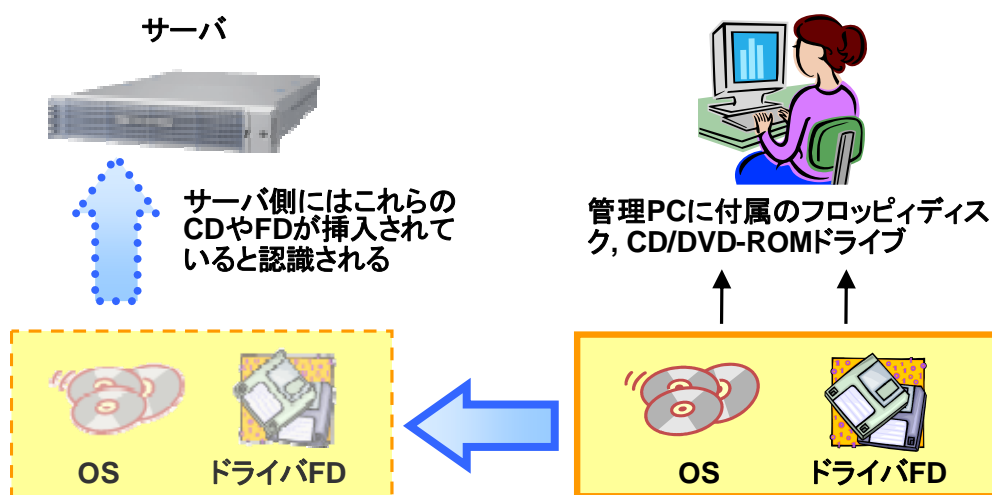 サーバ
サーバ側にはこれらの
CDやFDが挿入されて
いると認識される
管理PCに付属のフロッピィディス
ク, CD/DVD-ROMドライブ
OS
ドライバFD
OS
ドライバFD